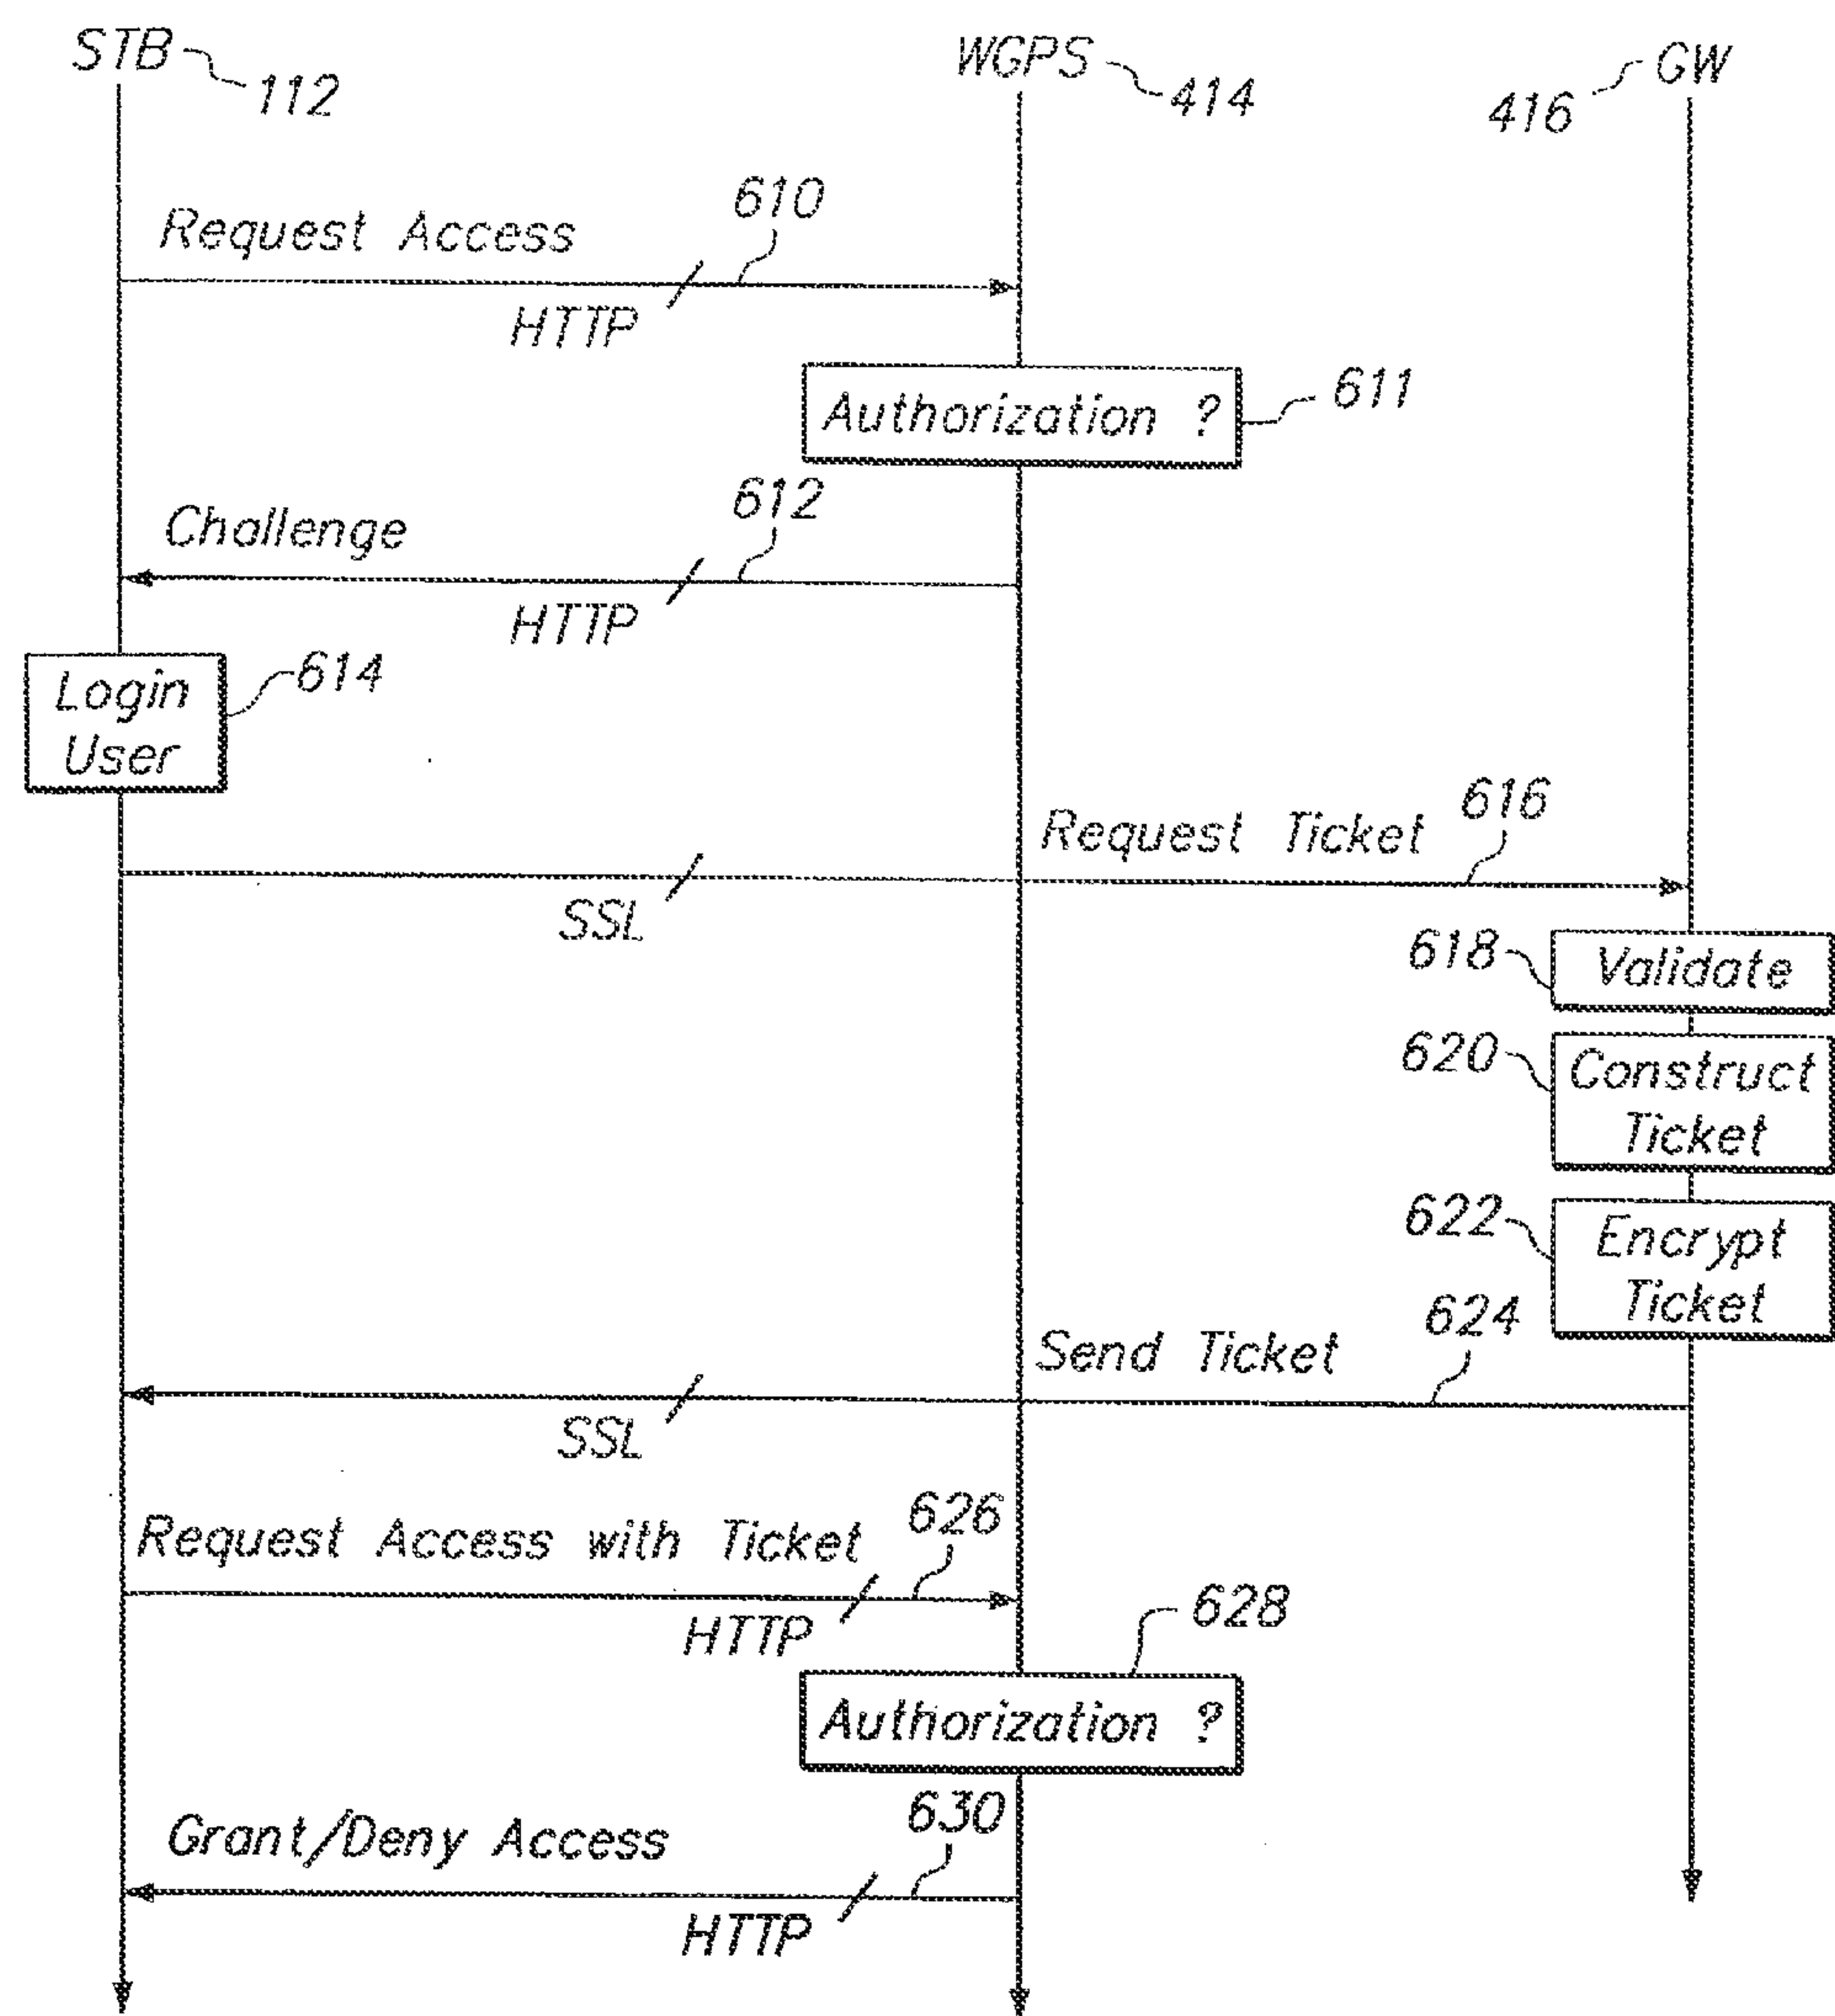 STB
112
WGPS
414
416
GW
610
Request Access
HTTP
Authorization ?
611
612
Challenge
HTTP
Login
User
614
616
Request Ticket
SSL
618
Validate
620
Construct
Ticket
622
Encrypt
Ticket
624
Send Ticket
SSL
626
Request Access with Ticket
HTTP
628
Authorization ?
630
Grant/Deny Access
HTTP